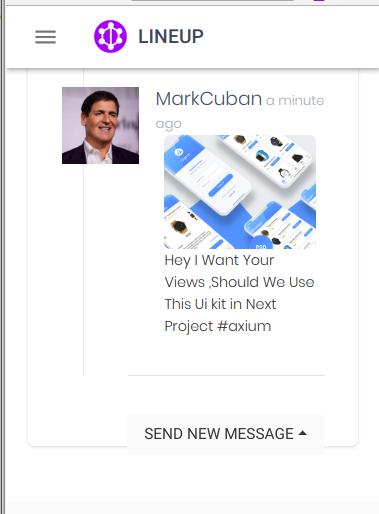 LINEUP
MarkCuban a minute
ago
PSD
Hey I Want Your
Views ,Should We Use
This Ui kit in Next
Project #axium
SEND NEW MESSAGE